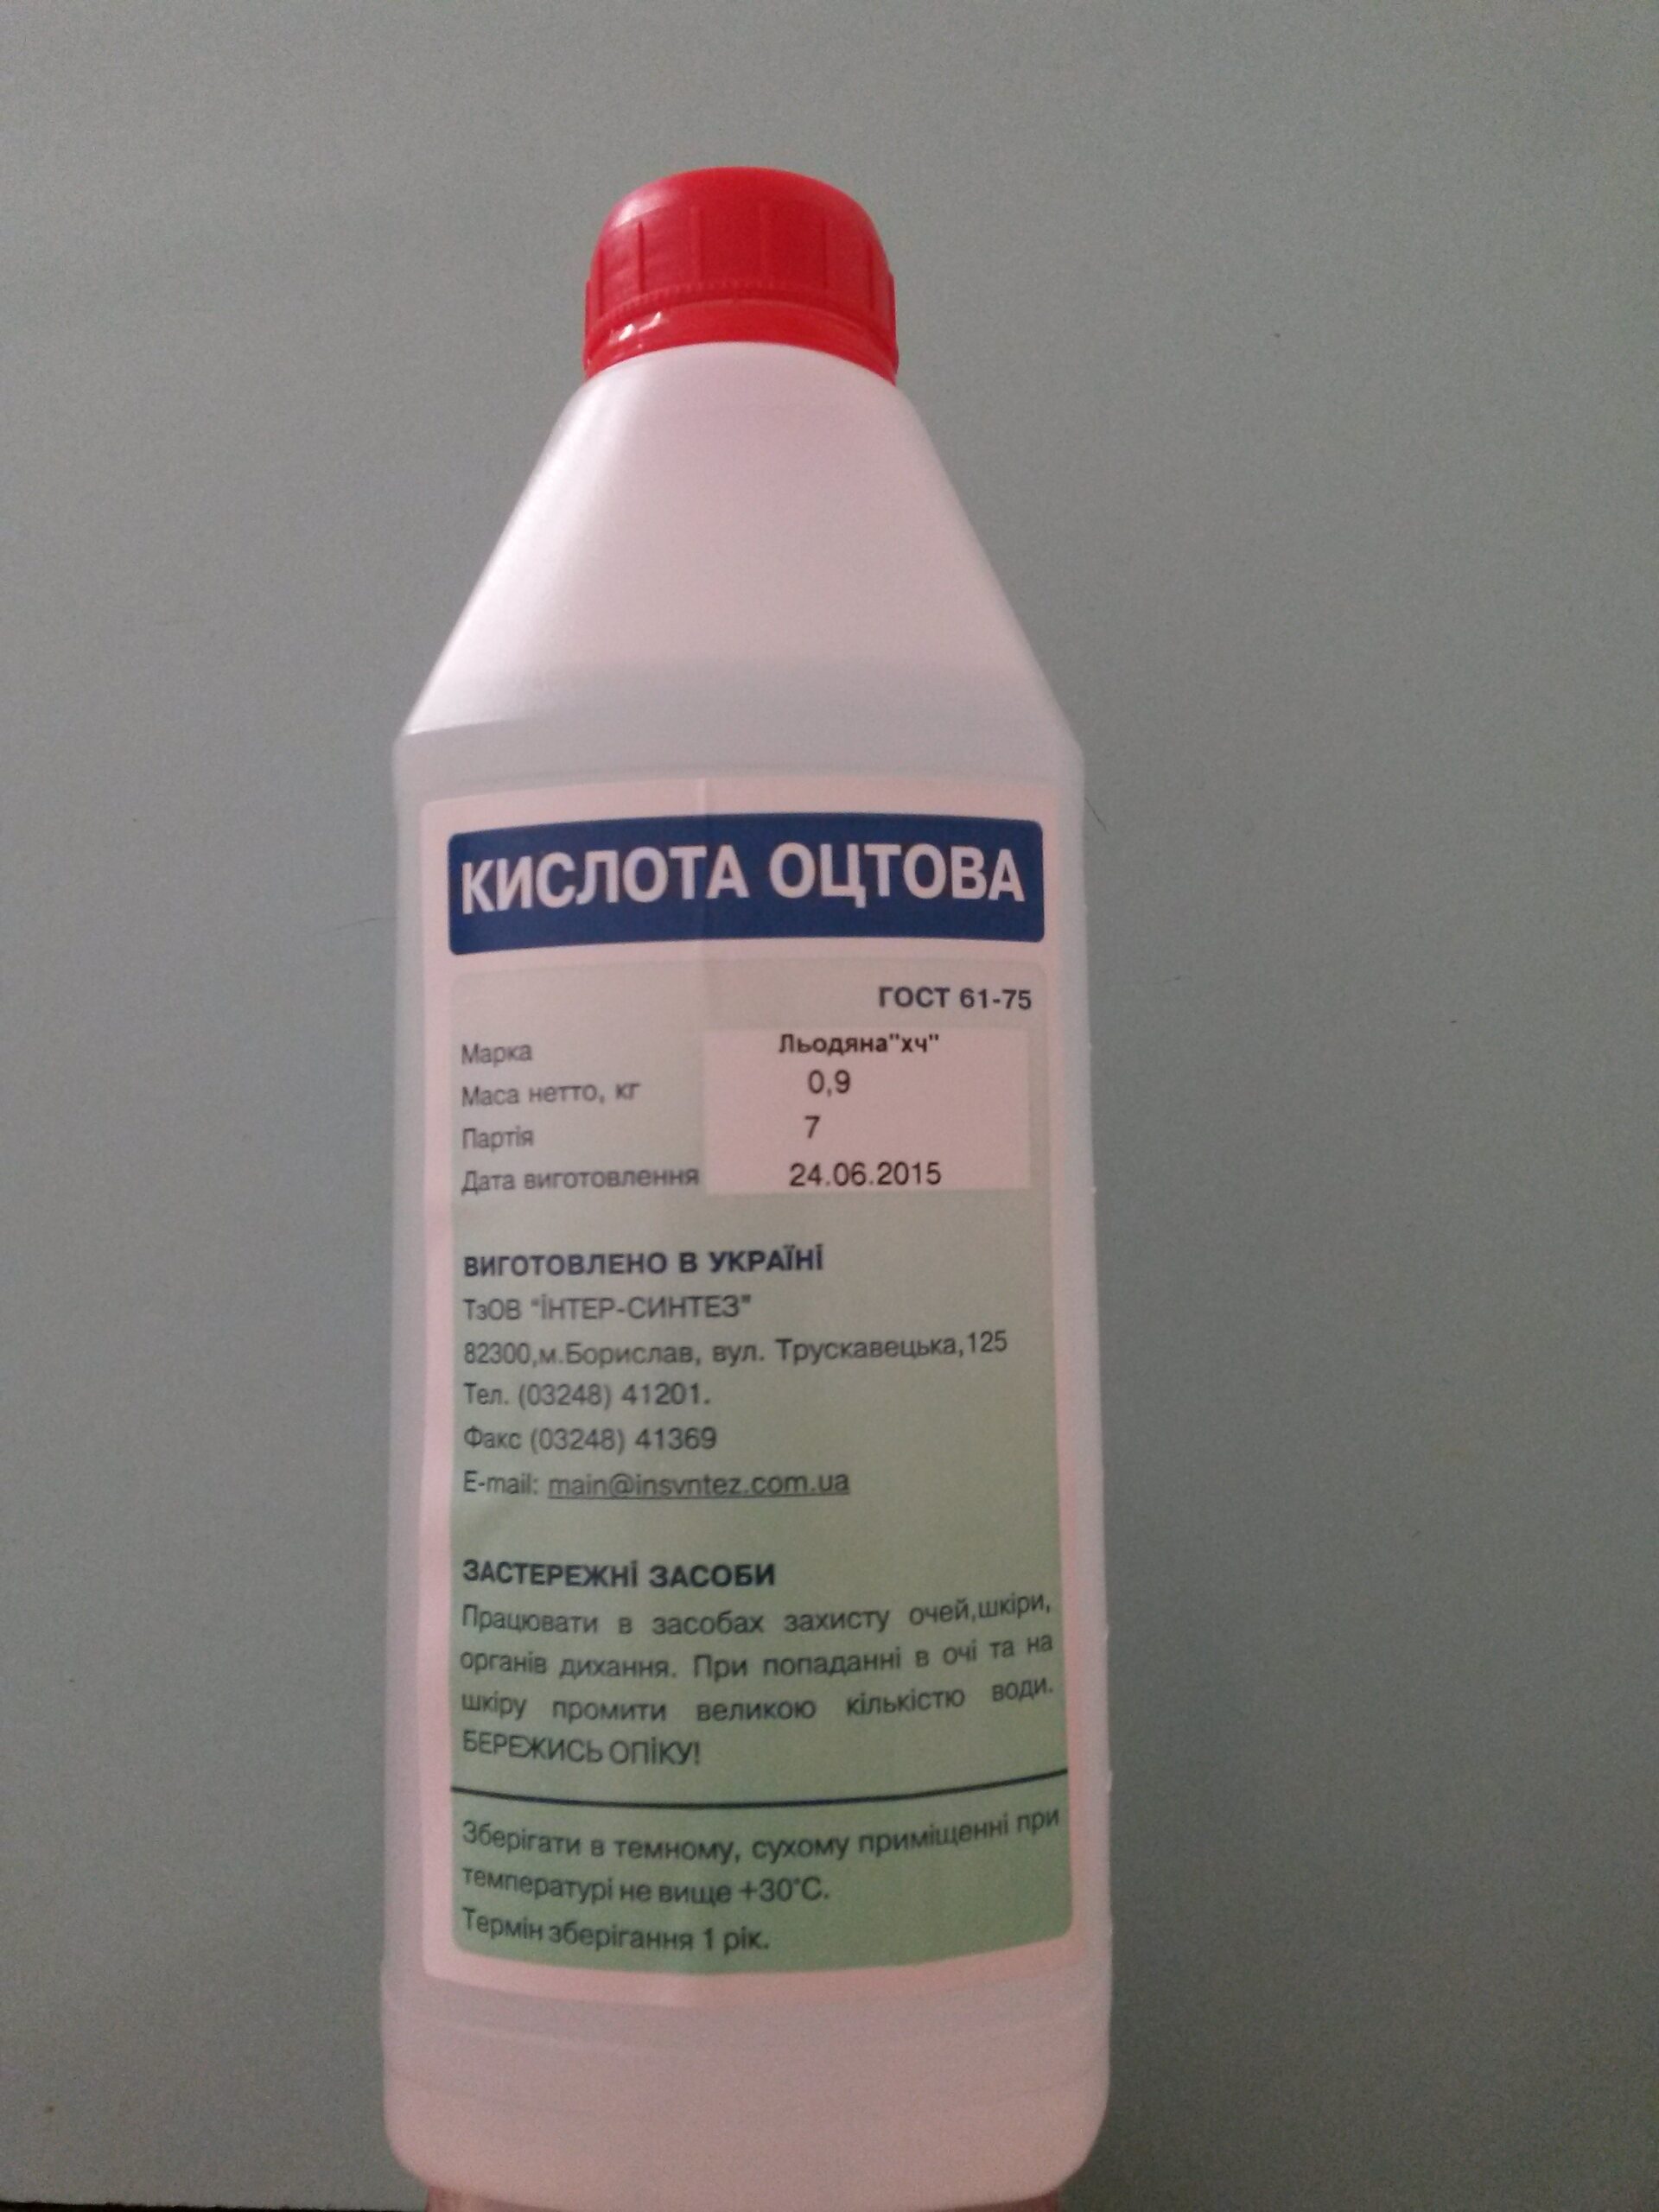 КИСЛОТА ОЦТОВА
ГОСТ 61-75
Марка Льодяна"хч"
Маса нетто, кг 0,9
Партія 7
Дата виготовлення 24.06.2015
ВИГОТОВЛЕНО В УКРАЇНІ
ТзОВ "ІНТЕР-СИНТЕЗ"
82300,м.Борислав, вул. Трускавецька,125
Тел. (03248) 41201.
Факс (03248) 41369
E-mail: main@insvntez.com.ua
ЗАСТЕРЕЖНІ ЗАСОБИ
Працювати в засобах захисту очей,шкіри,
органів дихання. При попаданні в очі та на
шкіру промити великою кількістю води.
БЕРЕЖИСЬ ОПІКУ!
Зберігати в темному, сухому приміщенні при
температурі не вище +30°С.
Термін зберігання 1 рік.